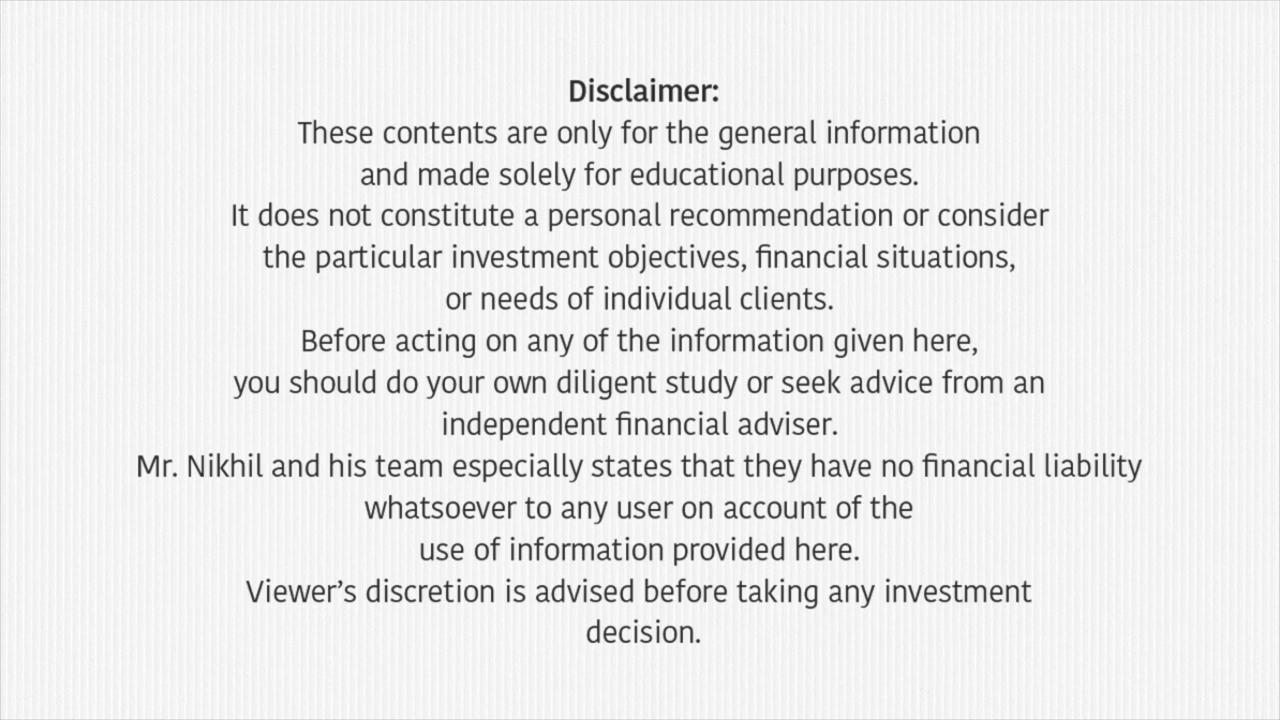 Disclaimer:
These contents are only for the general information
and made solely for educational purposes.
It does not constitute a personal recommendation or consider
the particular investment objectives, financial situations,
or needs of individual clients.
Before acting on any of the information given here,
you should do your own diligent study or seek advice from an
independent financial adviser.
Mr. Nikhil and his team especially states that they have no financial liability
whatsoever to any user on account of the
use of information provided here.
Viewer’s discretion is advised before taking any investment
decision.